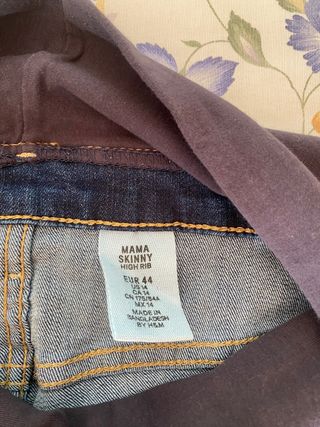 MAMA
SKINNY
HIGH RIB
EUR 44
US 14
CA 14
CN 175/84A
MX 14
MADE IN
BANGLADESH
BY H&M